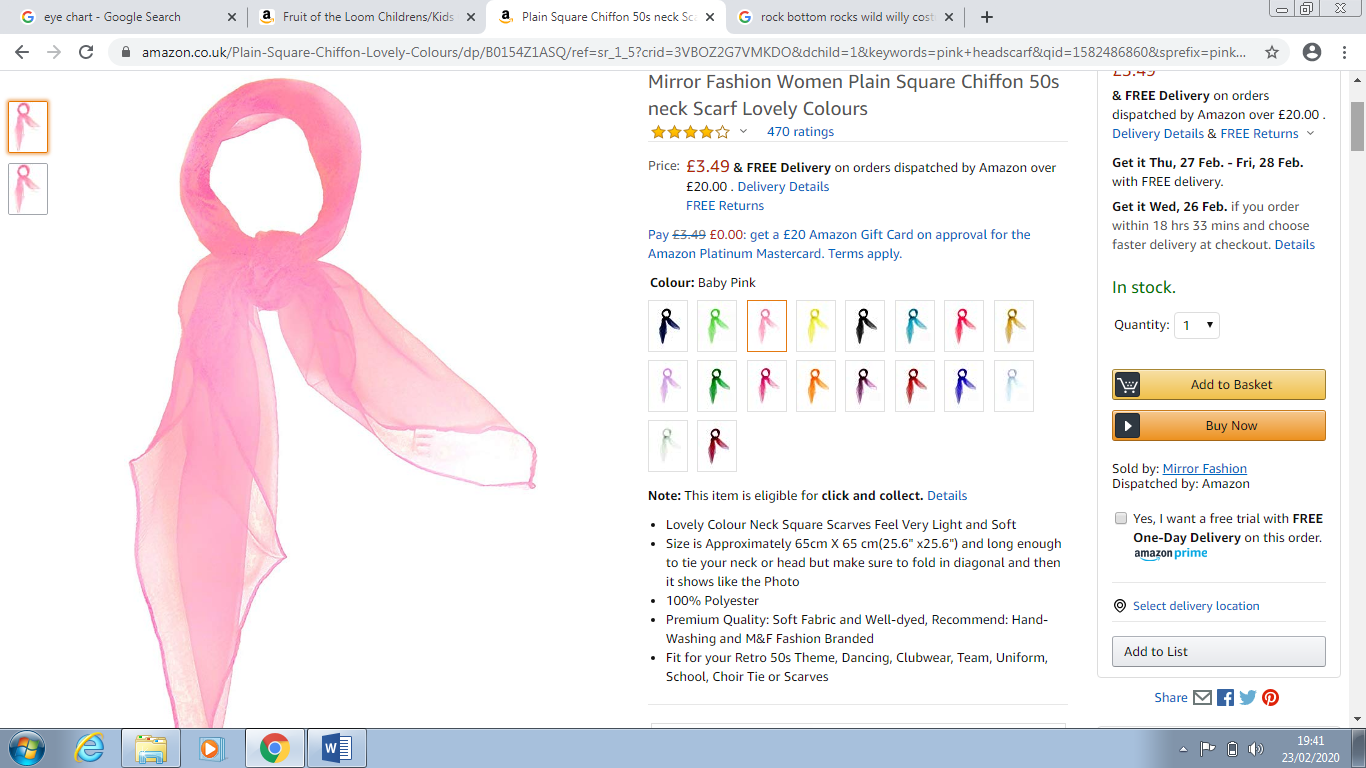 eye chart - Google Search
Fruit of the Loom Childrens/Kids
Plain Square Chiffon 50s neck Sca
rock bottom rocks wild willy cost
amazon.co.uk/Plain-Square-Chiffon-Lovely-Colours/dp/B0154Z1ASQ/ref=sr_1_5?crid=3VBOZ2G7VMKDO&dchild=1&keywords=pink+headscarf&qid=1582486860&sprefix=pink...
Mirror Fashion Women Plain Square Chiffon 50s
neck Scarf Lovely Colours
470 ratings
Price: £3.49 & FREE Delivery on orders dispatched by Amazon over
£20.00 . Delivery Details
FREE Returns
Pay £3.49 £0.00: get a £20 Amazon Gift Card on approval for the
Amazon Platinum Mastercard. Terms apply.
Colour: Baby Pink
Note: This item is eligible for click and collect. Details
• Lovely Colour Neck Square Scarves Feel Very Light and Soft
• Size is Approximately 65cm X 65 cm(25.6" x25.6") and long enough
to tie your neck or head but make sure to fold in diagonal and then
it shows like the Photo
• 100% Polyester
• Premium Quality: Soft Fabric and Well-dyed, Recommend: Hand-
Washing and M&F Fashion Branded
• Fit for your Retro 50s Theme, Dancing, Clubwear, Team, Uniform,
School, Choir Tie or Scarves
£3.49
& FREE Delivery on orders
dispatched by Amazon over £20.00 .
Delivery Details & FREE Returns
Get it Thu, 27 Feb. - Fri, 28 Feb.
with FREE delivery.
Get it Wed, 26 Feb. if you order
within 18 hrs 33 mins and choose
faster delivery at checkout. Details
In stock.
Quantity: 1
Add to Basket
Buy Now
Sold by: Mirror Fashion
Dispatched by: Amazon
Yes, I want a free trial with FREE
One-Day Delivery on this order.
amazon prime
Select delivery location
Add to List
Share
19:41
23/02/2020